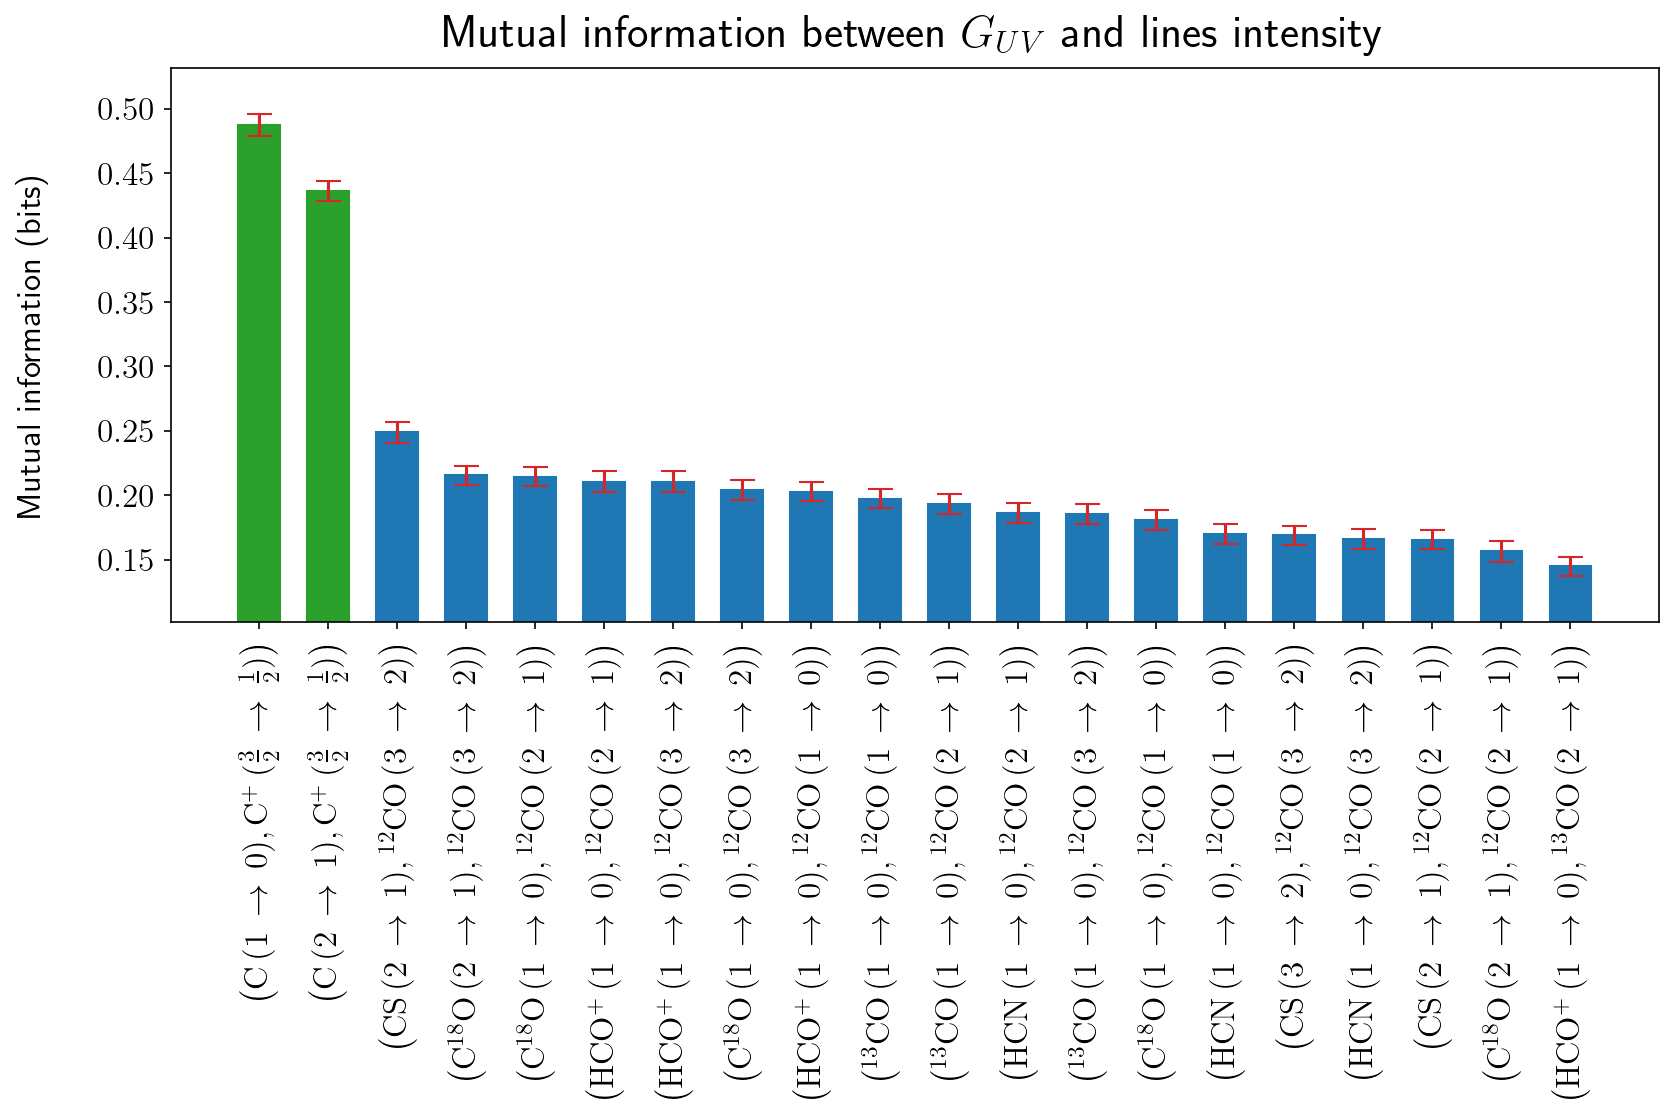 Mutual information between G_{UV} and lines intensity
Mutual information (bits)
0.50
0.45
0.40
0.35
0.30
0.25
0.20
0.15
(C (1 → 0), C⁺ (3/2 → 1/2))
(C (2 → 1), C⁺ (3/2 → 1/2))
(CS (2 → 1), ¹²CO (3 → 2))
(C¹⁸O (2 → 1), ¹²CO (3 → 2))
(C¹⁸O (1 → 0), ¹²CO (2 → 1))
(HCO⁺ (1 → 0), ¹²CO (2 → 1))
(HCO⁺ (1 → 0), ¹²CO (3 → 2))
(C¹⁸O (1 → 0), ¹²CO (3 → 2))
(HCO⁺ (1 → 0), ¹²CO (1 → 0))
(¹³CO (1 → 0), ¹²CO (1 → 0))
(¹³CO (1 → 0), ¹²CO (2 → 1))
(HCN (1 → 0), ¹²CO (2 → 1))
(¹³CO (1 → 0), ¹²CO (3 → 2))
(C¹⁸O (1 → 0), ¹²CO (1 → 0))
(HCN (1 → 0), ¹²CO (1 → 0))
(CS (3 → 2), ¹²CO (3 → 2))
(HCN (1 → 0), ¹²CO (3 → 2))
(CS (2 → 1), ¹²CO (2 → 1))
(C¹⁸O (2 → 1), ¹²CO (2 → 1))
(HCO⁺ (1 → 0), ¹³CO (2 → 1))